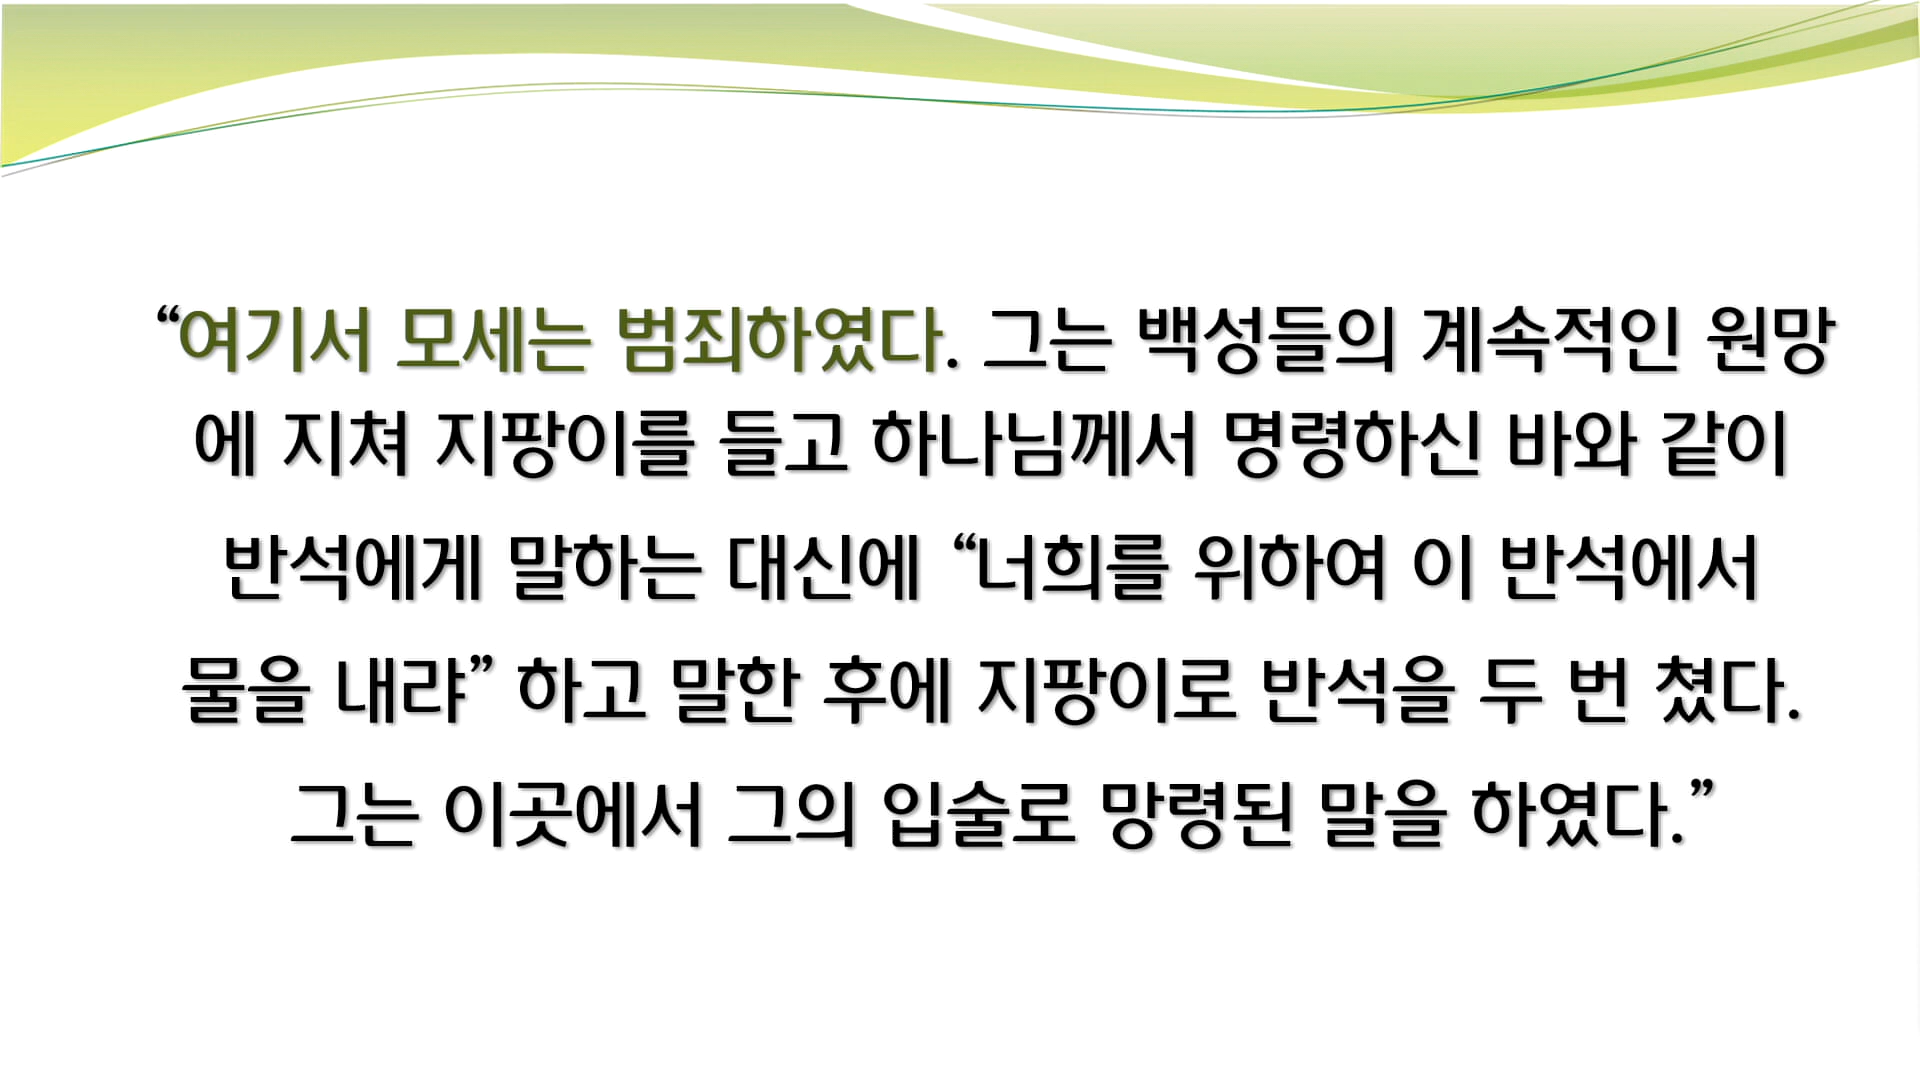 “여기서 모세는 범죄하였다. 그는 백성들의 계속적인 원망
에 지쳐 지팡이를 들고 하나님께서 명령하신 바와 같이
반석에게 말하는 대신에 “너희를 위하여 이 반석에서
물을 내랴” 하고 말한 후에 지팡이로 반석을 두 번 쳤다.
그는 이곳에서 그의 입술로 망령된 말을 하였다.”